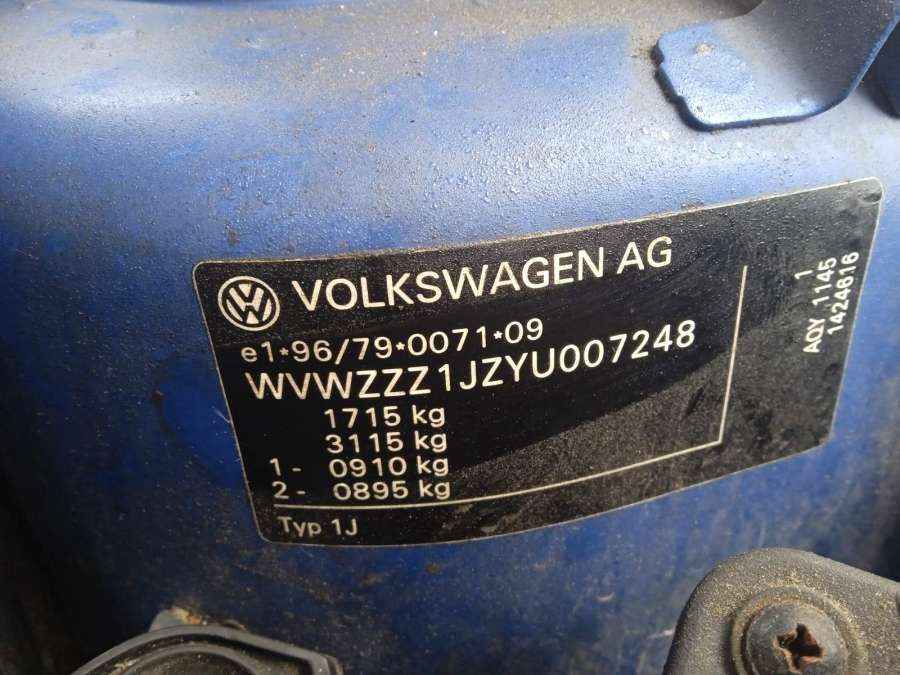 VOLKSWAGEN AG
e1*96/79*0071*09
WVWZZZ1JZYU007248
1715 kg
3115 kg
1- 0910 kg
2- 0895 kg
Typ 1J
1
AQY 1145
1424616